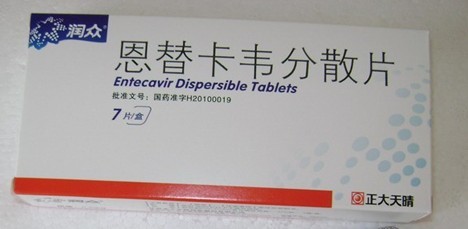 润众
恩替卡韦分散片
Entecavir Dispersible Tablets
批准文号：国药准字H20100019
7片/盒
正大天晴